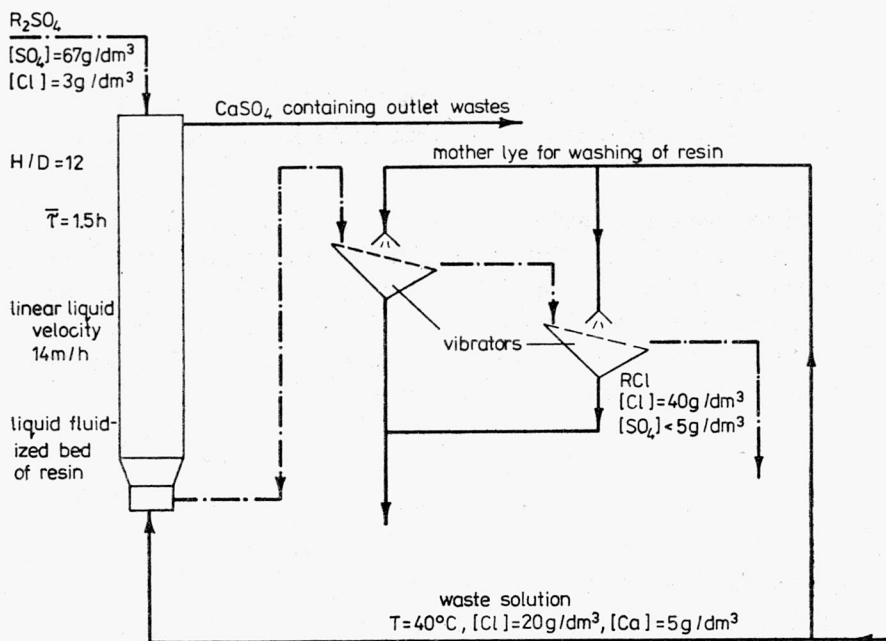 R₂SO₄
[SO₄]=67g/dm³
[Cl]=3g/dm³
CaSO₄ containing outlet wastes
mother lye for washing of resin
H/D=12
τ̄=1.5h
linear liquid
velocity
14m/h
vibrators
RCl
[Cl]=40g/dm³
[SO₄]<5g/dm³
liquid fluid-
ized bed
of resin
waste solution
T=40°C, [Cl]=20g/dm³, [Ca]=5g/dm³